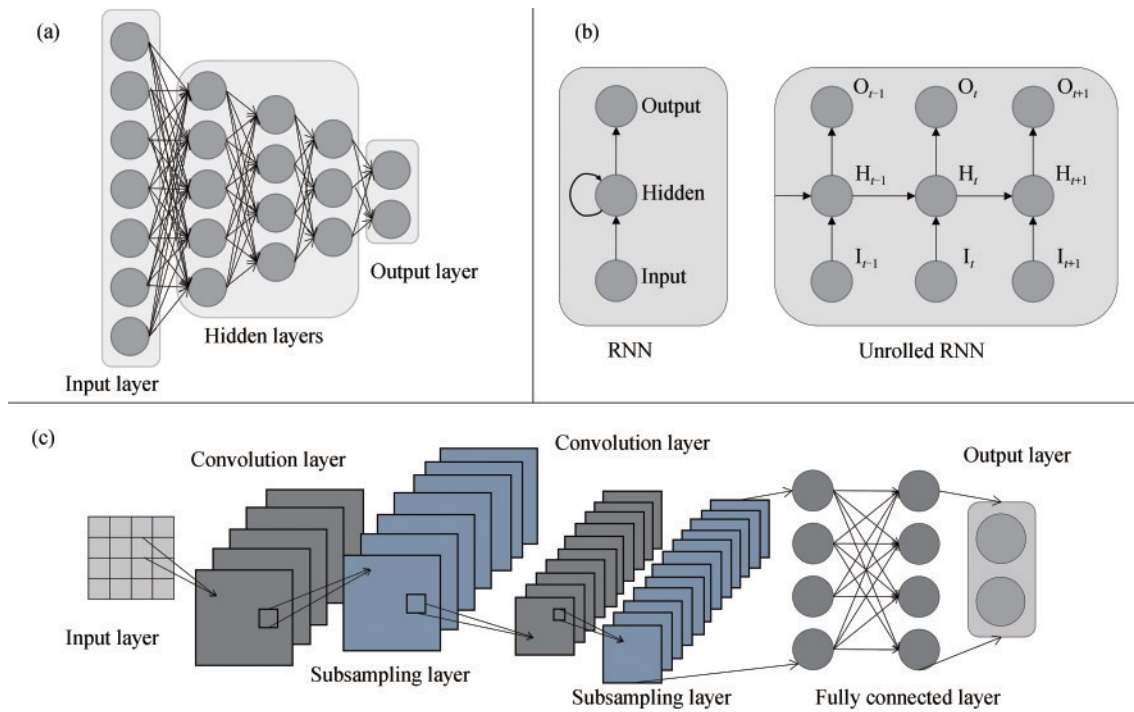 (a)
Input layer
Hidden layers
Output layer
(b)
Output
Hidden
Input
RNN
O_{t−1}
O_t
O_{t+1}
H_{t−1}
H_t
H_{t+1}
I_{t−1}
I_t
I_{t+1}
Unrolled RNN
(c)
Input layer
Convolution layer
Subsampling layer
Convolution layer
Subsampling layer
Fully connected layer
Output layer